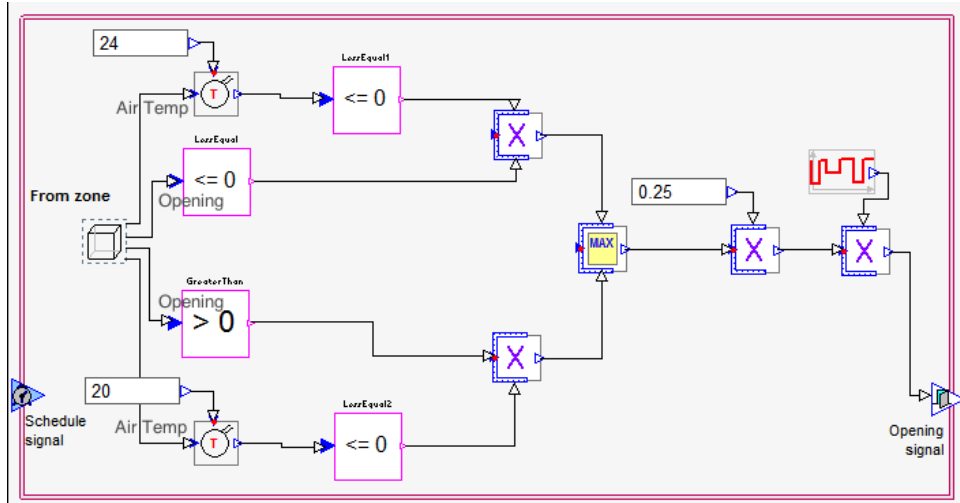 24
LessEqual1
T
<= 0
Air Temp
X
LessEqual
<= 0
Opening
From zone
0.25
MAX
X
X
GreaterThan
Opening
> 0
X
20
Schedule
signal
Air Temp
T
LessEqual2
<= 0
Opening
signal